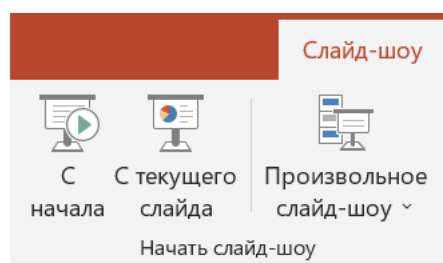 Слайд-шоу
С начала
С текущего слайда
Произвольное слайд-шоу
Начать слайд-шоу